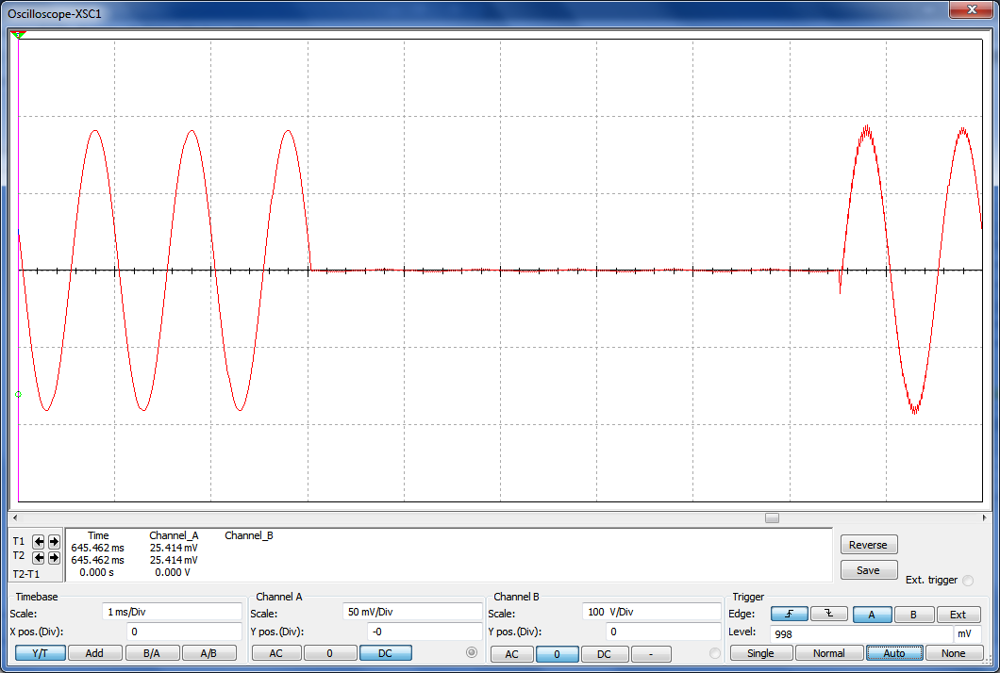 Oscilloscope-XSC1
Time Channel_A Channel_B
T1 645.462 ms 25.414 mV
T2 645.462 ms 25.414 mV
T2-T1 0.000 s 0.000 V
Reverse
Save
Ext. trigger
Timebase
Scale: 1 ms/Div
X pos.(Div): 0
Y/T Add B/A A/B
Channel A
Scale: 50 mV/Div
Y pos.(Div): -0
AC 0 DC
Channel B
Scale: 100 V/Div
Y pos.(Div): 0
AC 0 DC -
Trigger
Edge: A B Ext
Level: 998 mV
Single Normal Auto None